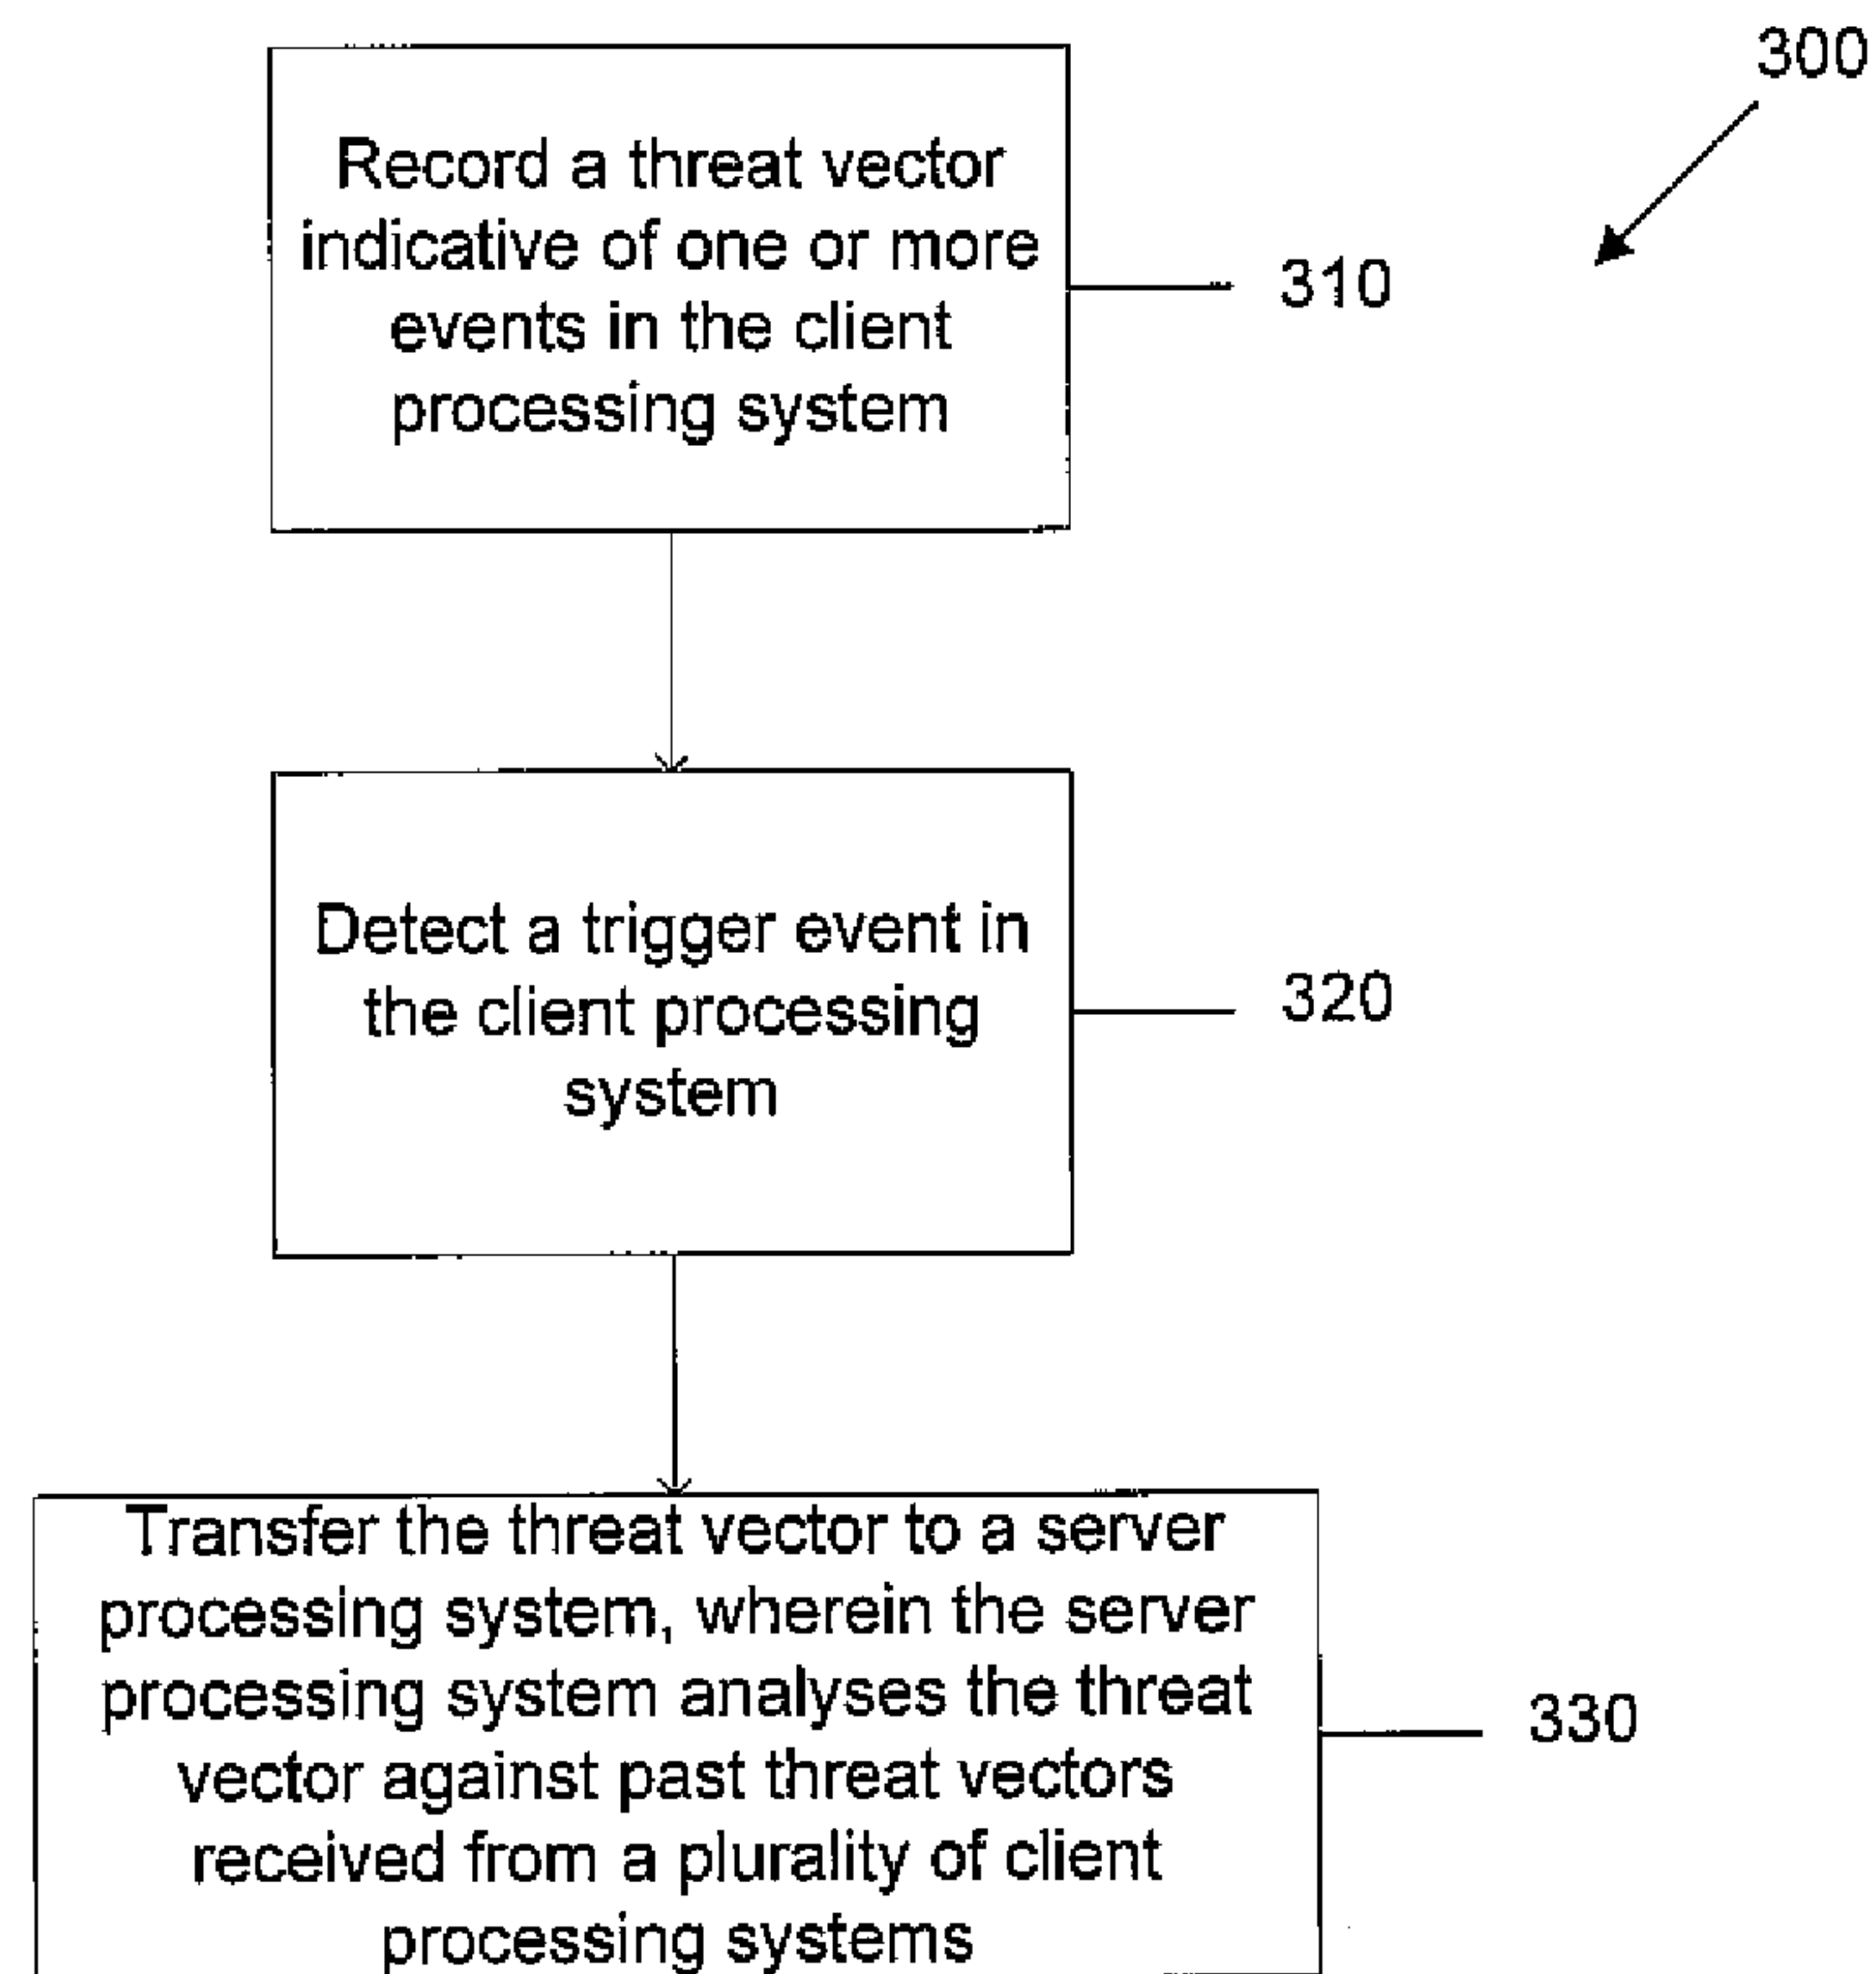 300
Record a threat vector
indicative of one or more
events in the client
processing system
310
Detect a trigger event in
the client processing
system
320
Transfer the threat vector to a server
processing system, wherein the server
processing system analyses the threat
vector against past threat vectors
received from a plurality of client
processing systems
330